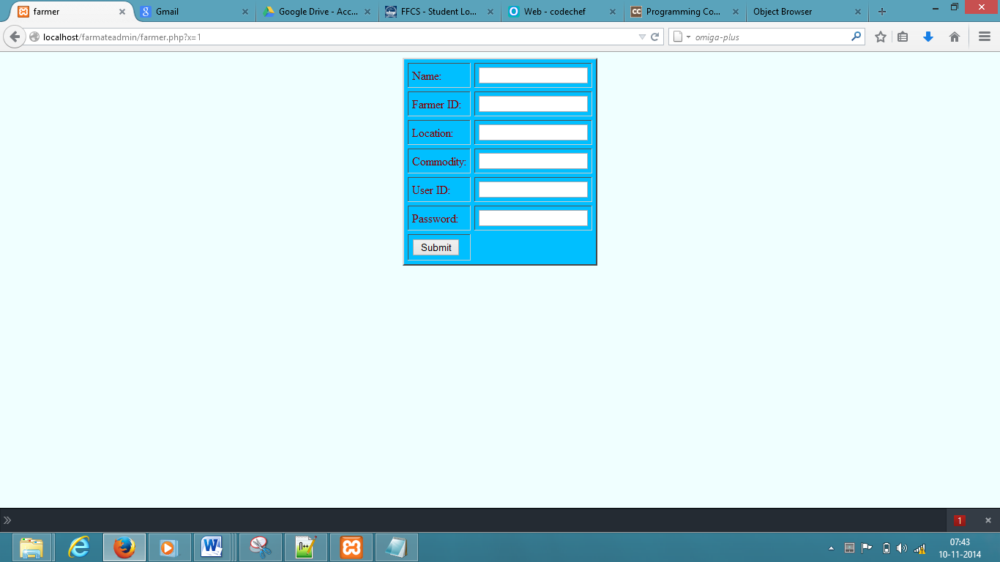 farmer
Gmail
Google Drive - Acc...
FFCS - Student Lo...
Web - codechef
Programming Co...
Object Browser
localhost/farmateadmin/farmer.php?x=1
omiga-plus
Name:
Farmer ID:
Location:
Commodity:
User ID:
Password:
Submit
1
07:43
10-11-2014